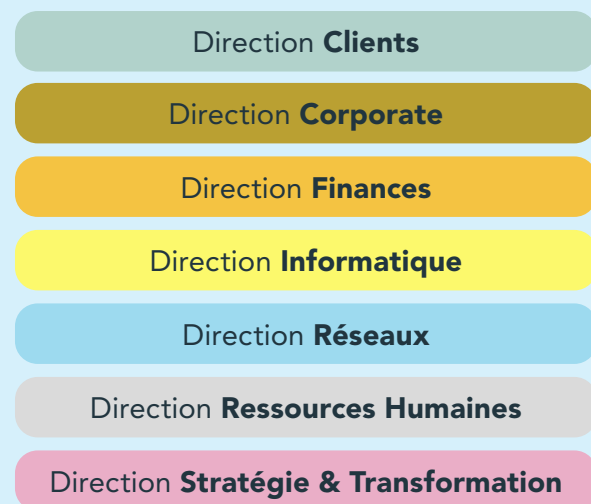 Direction Clients
Direction Corporate
Direction Finances
Direction Informatique
Direction Réseaux
Direction Ressources Humaines
Direction Stratégie & Transformation